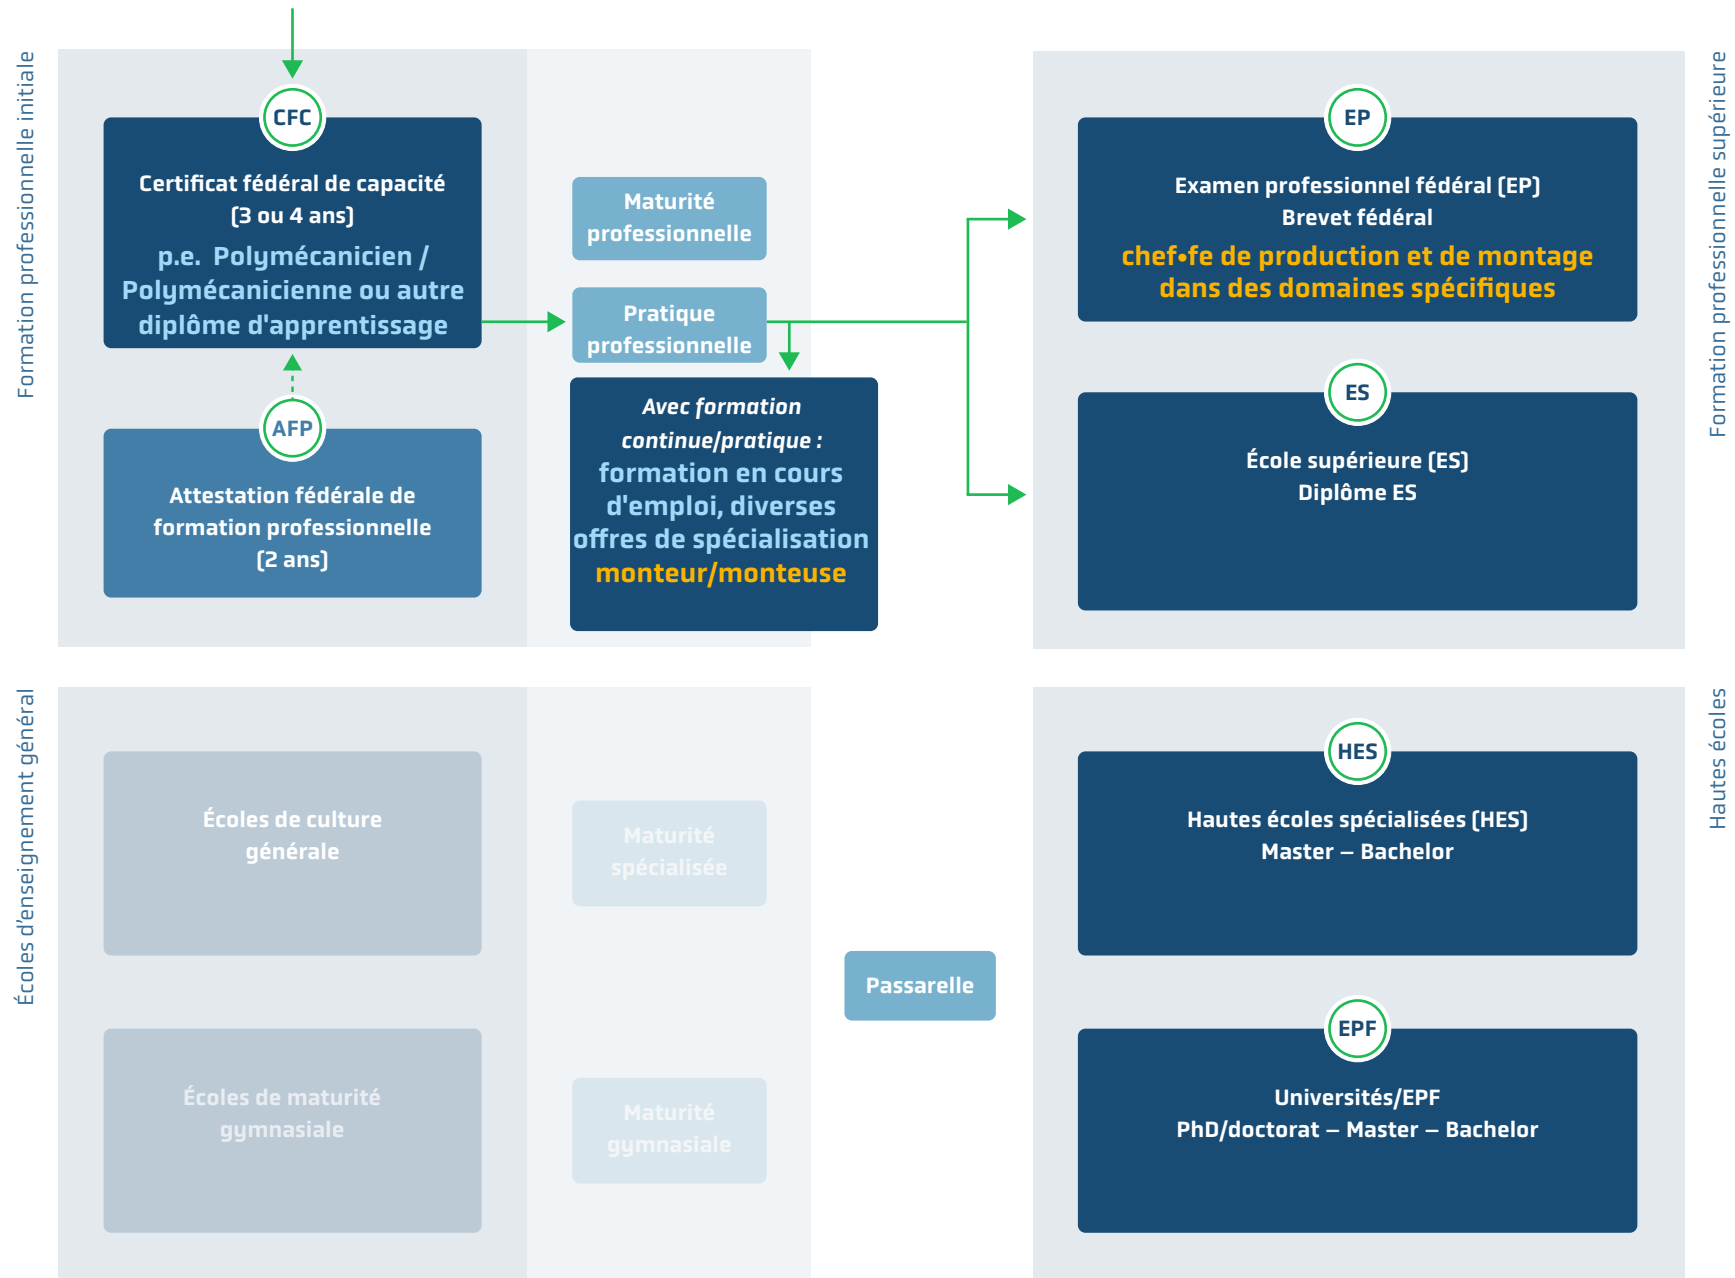 Formation professionnelle initiale
CFC
Certificat fédéral de capacité
(3 ou 4 ans)
p.e. Polymécanicien /
Polymécanicienne ou autre
diplôme d'apprentissage
AFP
Attestation fédérale de
formation professionnelle
(2 ans)
Maturité
professionnelle
Pratique
professionnelle
Avec formation
continue/pratique :
formation en cours
d'emploi, diverses
offres de spécialisation
monteur/monteuse
EP
Examen professionnel fédéral (EP)
Brevet fédéral
chef•fe de production et de montage
dans des domaines spécifiques
ES
École supérieure (ES)
Diplôme ES
Formation professionnelle supérieure
Écoles d'enseignement général
Écoles de culture
générale
Écoles de maturité
gymnasiale
Maturité
spécialisée
Maturité
gymnasiale
Passarelle
HES
Hautes écoles spécialisées (HES)
Master – Bachelor
EPF
Universités/EPF
PhD/doctorat – Master – Bachelor
Hautes écoles